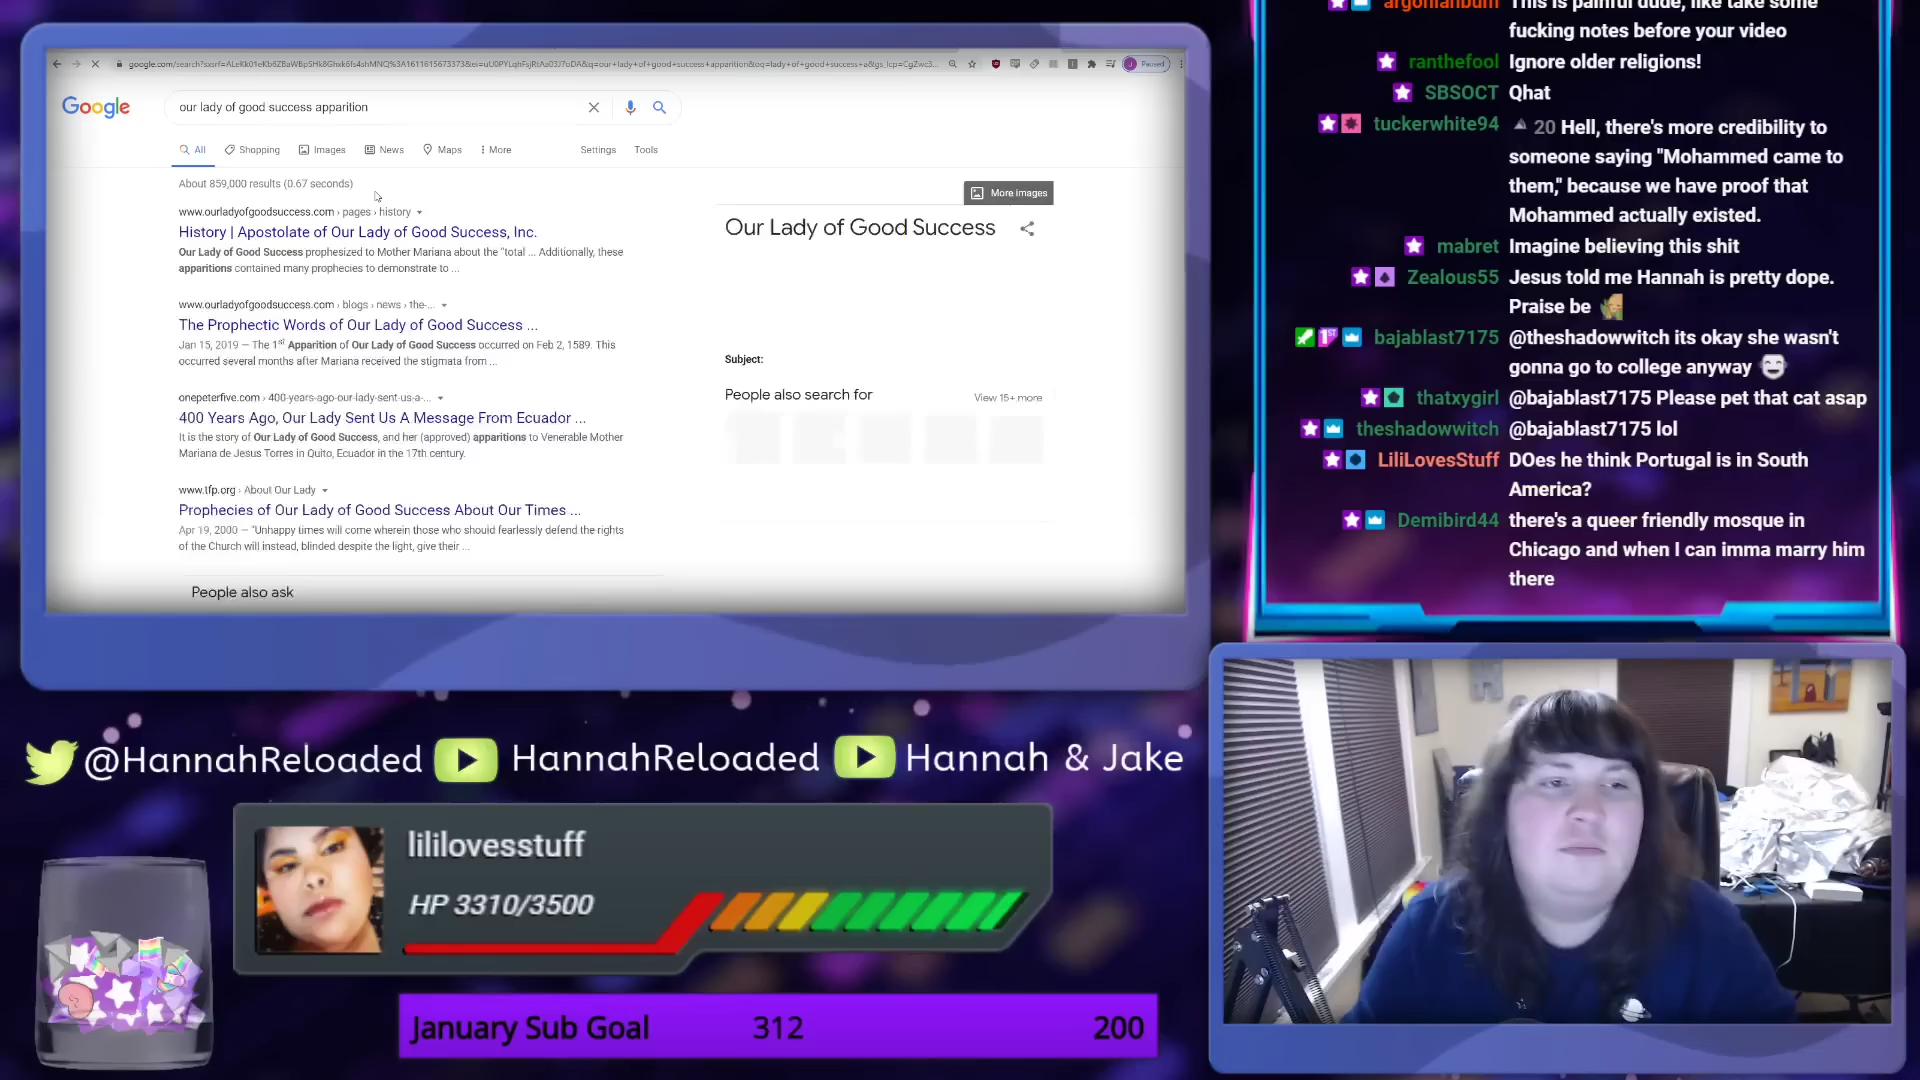 google.com/search?
Paused
Google
our lady of good success apparition
All
Shopping
Images
News
Maps
More
Settings
Tools
About 859,000 results (0.67 seconds)
www.ourladyofgoodsuccess.com › pages › history
History | Apostolate of Our Lady of Good Success, Inc.
Our Lady of Good Success prophesized to Mother Mariana about the "total ... Additionally, these
apparitions contained many prophecies to demonstrate to ...
www.ourladyofgoodsuccess.com › blogs › news › the-...
The Prophectic Words of Our Lady of Good Success ...
Jan 15, 2019 — The 1st Apparition of Our Lady of Good Success occurred on Feb 2, 1589. This
occurred several months after Mariana received the stigmata from ...
onepeterfive.com › 400-years-ago-our-lady-sent-us-a-...
400 Years Ago, Our Lady Sent Us A Message From Ecuador ...
It is the story of Our Lady of Good Success, and her (approved) apparitions to Venerable Mother
Mariana de Jesus Torres in Quito, Ecuador in the 17th century.
www.tfp.org › About Our Lady
Prophecies of Our Lady of Good Success About Our Times ...
Apr 19, 2000 — "Unhappy times will come wherein those who should fearlessly defend the rights
of the Church will instead, blinded despite the light, give their ...
People also ask
More images
Our Lady of Good Success
Subject:
People also search for
View 15+ more
argonianbum This is painful dude, like take some
fucking notes before your video
ranthefool Ignore older religions!
SBSOCT Qhat
tuckerwhite94 20 Hell, there's more credibility to
someone saying "Mohammed came to
them," because we have proof that
Mohammed actually existed.
mabret Imagine believing this shit
Zealous55 Jesus told me Hannah is pretty dope.
Praise be
1ST bajablast7175 @theshadowwitch its okay she wasn't
gonna go to college anyway
thatxygirl @bajablast7175 Please pet that cat asap
theshadowwitch @bajablast7175 lol
LiliLovesStuff DOes he think Portugal is in South
America?
Demibird44 there's a queer friendly mosque in
Chicago and when I can imma marry him
there
@HannahReloaded HannahReloaded Hannah & Jake
lililovesstuff
HP 3310/3500
January Sub Goal 312 200